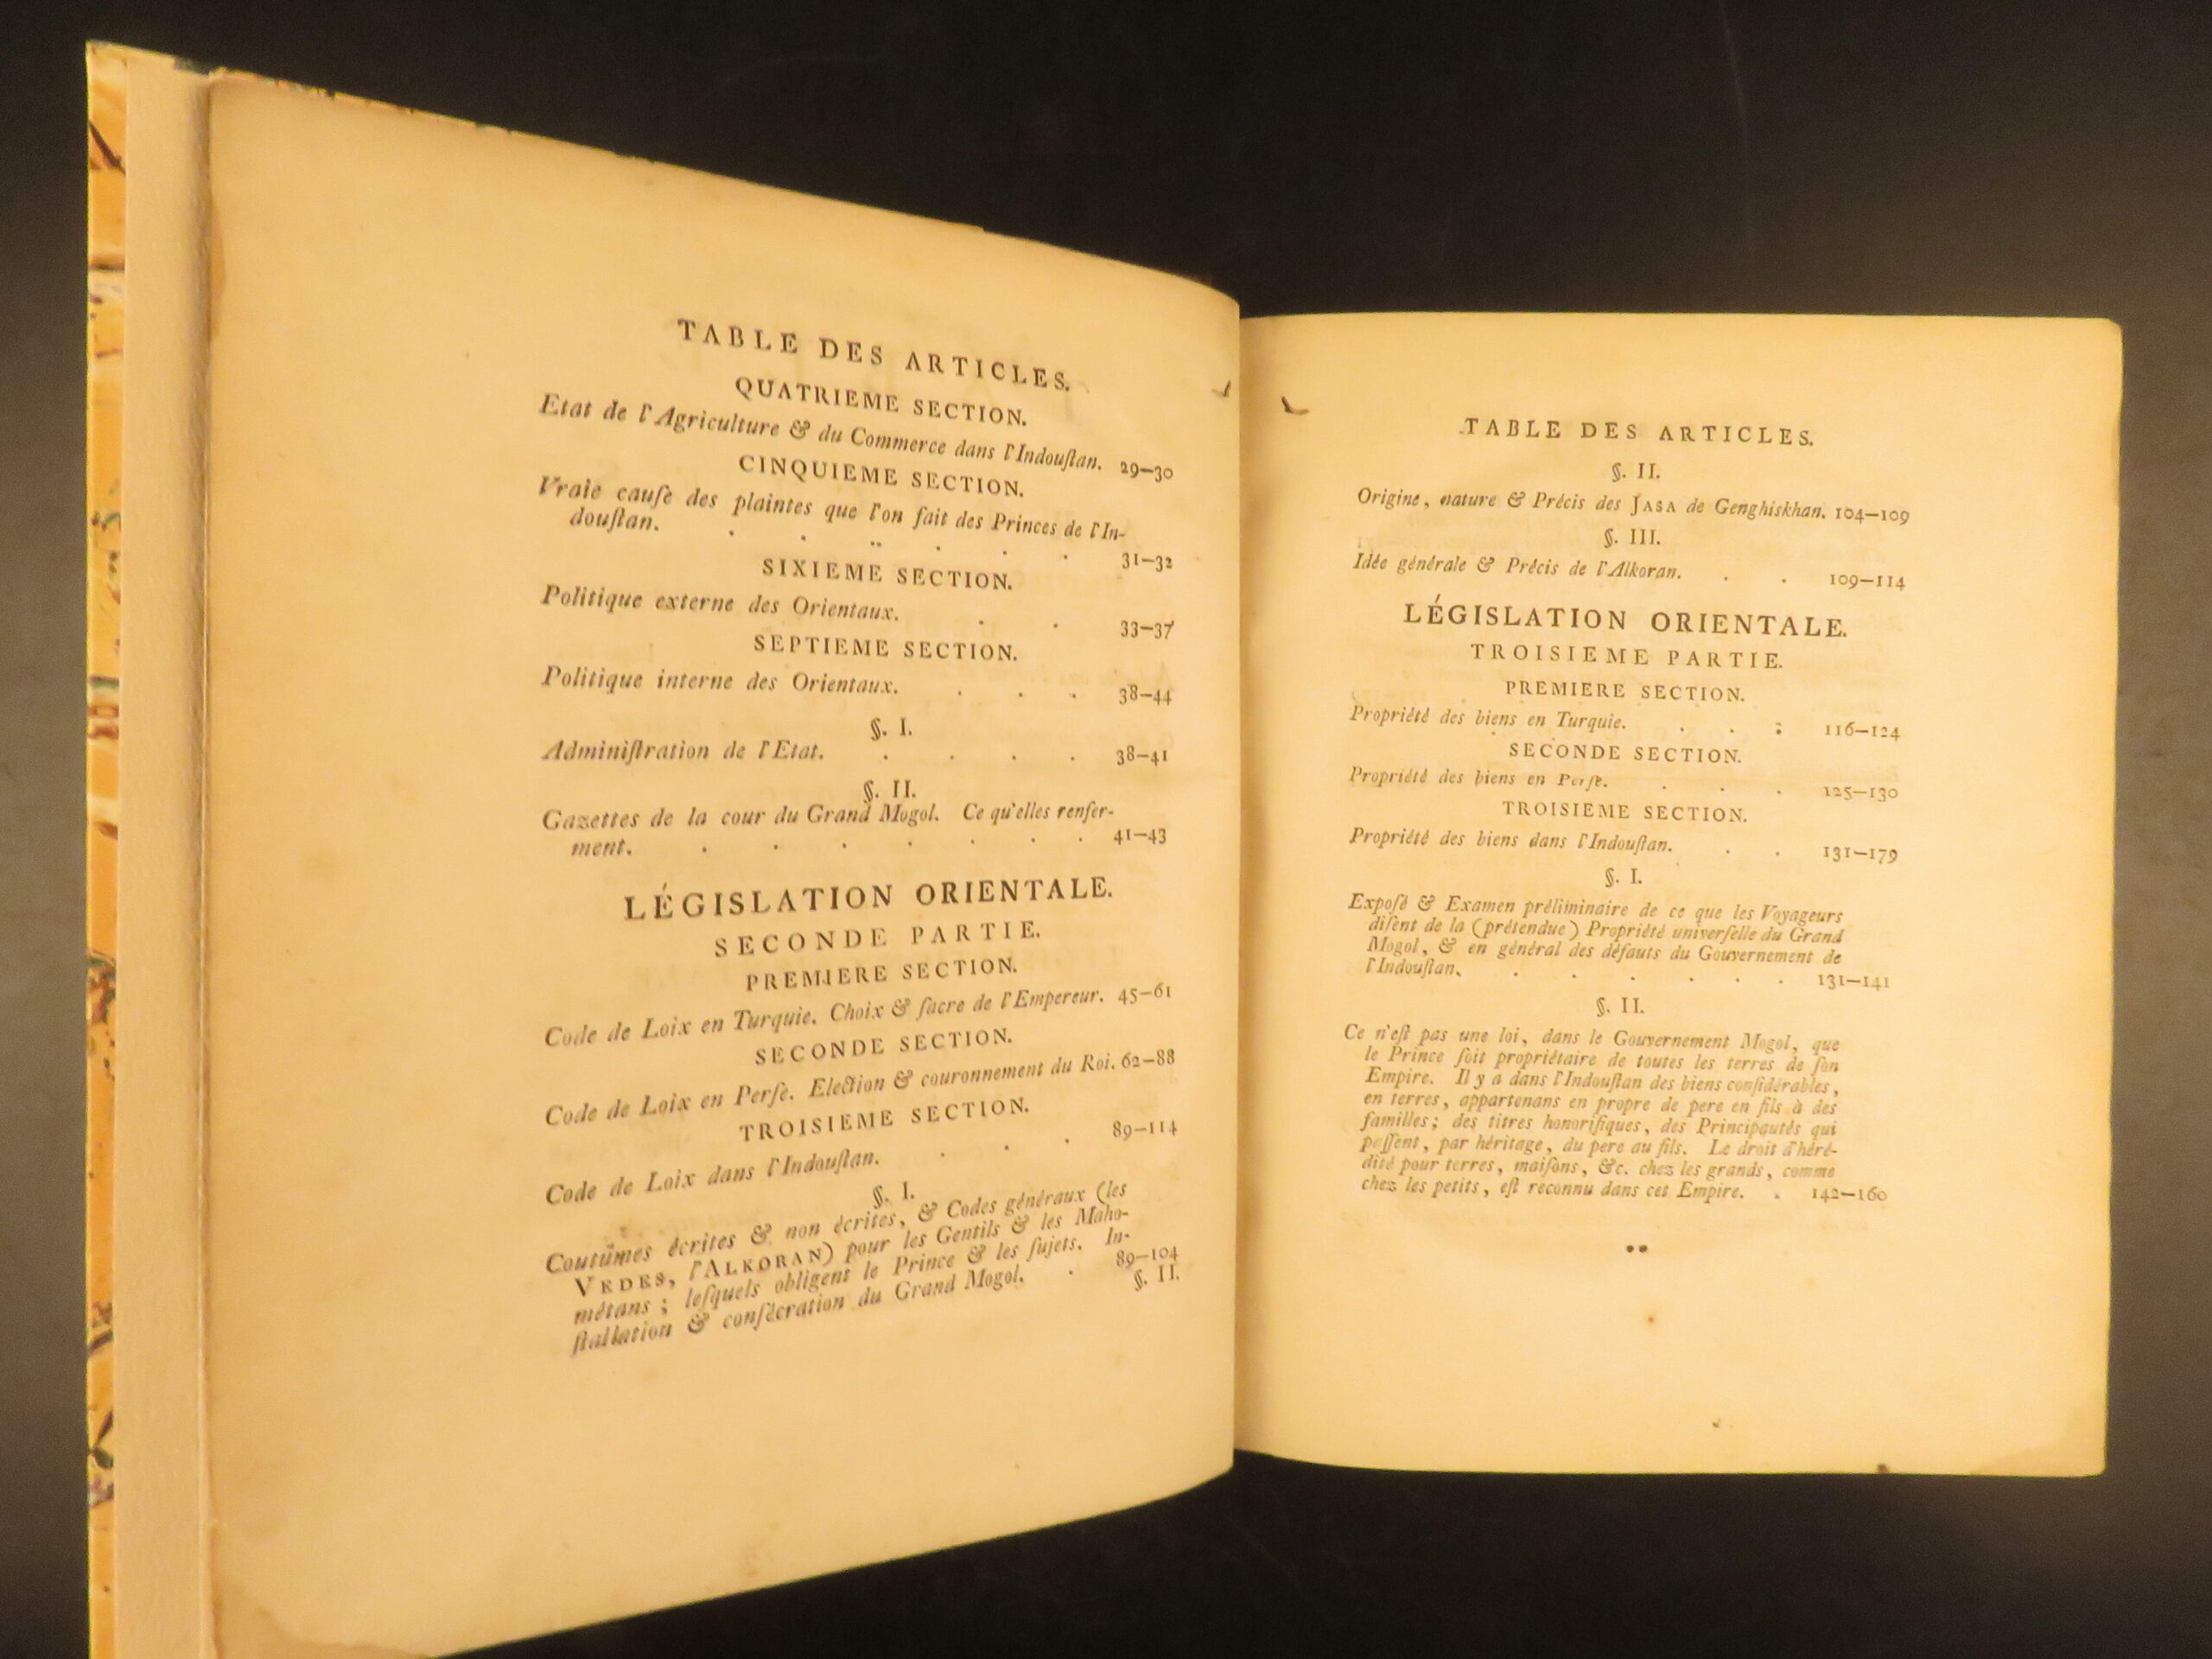 TABLE DES ARTICLES.
QUATRIEME SECTION.
Etat de l'Agriculture & du Commerce dans l'Indouſtan. 29—30
CINQUIEME SECTION.
Vraie cauſe des plaintes que l'on fait des Princes de l'In-
douſtan. . . .. . . . 31—32
SIXIEME SECTION.
Politique externe des Orientaux. . . 33—37
SEPTIEME SECTION.
Politique interne des Orientaux. . . . 38—44
§. I.
Adminiſtration de l'Etat. . . . . 38—41
§. II.
Gazettes de la cour du Grand Mogol. Ce qu'elles renfer-
ment. . . . . . . . 41—43
LÉGISLATION ORIENTALE.
SECONDE PARTIE.
PREMIERE SECTION.
Code de Loix en Turquie. Choix & ſacre de l'Empereur. 45—61
SECONDE SECTION.
Code de Loix en Perſe. Election & couronnement du Roi. 62—88
TROISIEME SECTION.
Code de Loix dans l'Indouſtan. . . . 89—114
§. I.
Coutûmes écrites & non écrites, & Codes généraux (les
VEDES, l'ALKORAN) pour les Gentils & les Maho-
métans ; leſquels obligent le Prince & les ſujets. In-
ſtallation & conſécration du Grand Mogol. . 89—104
§. II.
TABLE DES ARTICLES.
§. II.
Origine, nature & Précis des JASA de Genghiskhan. 104—109
§. III.
Idée générale & Précis de l'Alkoran. . . 109—114
LÉGISLATION ORIENTALE.
TROISIEME PARTIE.
PREMIERE SECTION.
Propriété des biens en Turquie. . . : 116—124
SECONDE SECTION.
Propriété des biens en Perſe. . . . 125—130
TROISIEME SECTION.
Propriété des biens dans l'Indouſtan. . . 131—179
§. I.
Expoſé & Examen préliminaire de ce que les Voyageurs
diſent de la (prétendue) Propriété univerſelle du Grand
Mogol, & en général des défauts du Gouvernement de
l'Indouſtan. . . . . . . 131—141
§. II.
Ce n'eſt pas une loi, dans le Gouvernement Mogol, que
le Prince ſoit propriétaire de toutes les terres de ſon
Empire. Il y a dans l'Indouſtan des biens conſidérables,
en terres, appartenans en propre de pere en fils à des
familles; des titres honorifiques, des Principautés qui
paſſent, par héritage, du pere au fils. Le droit d'héré-
dité pour terres, maiſons, &c. chez les grands, comme
chez les petits, eſt reconnu dans cet Empire. . 142—160